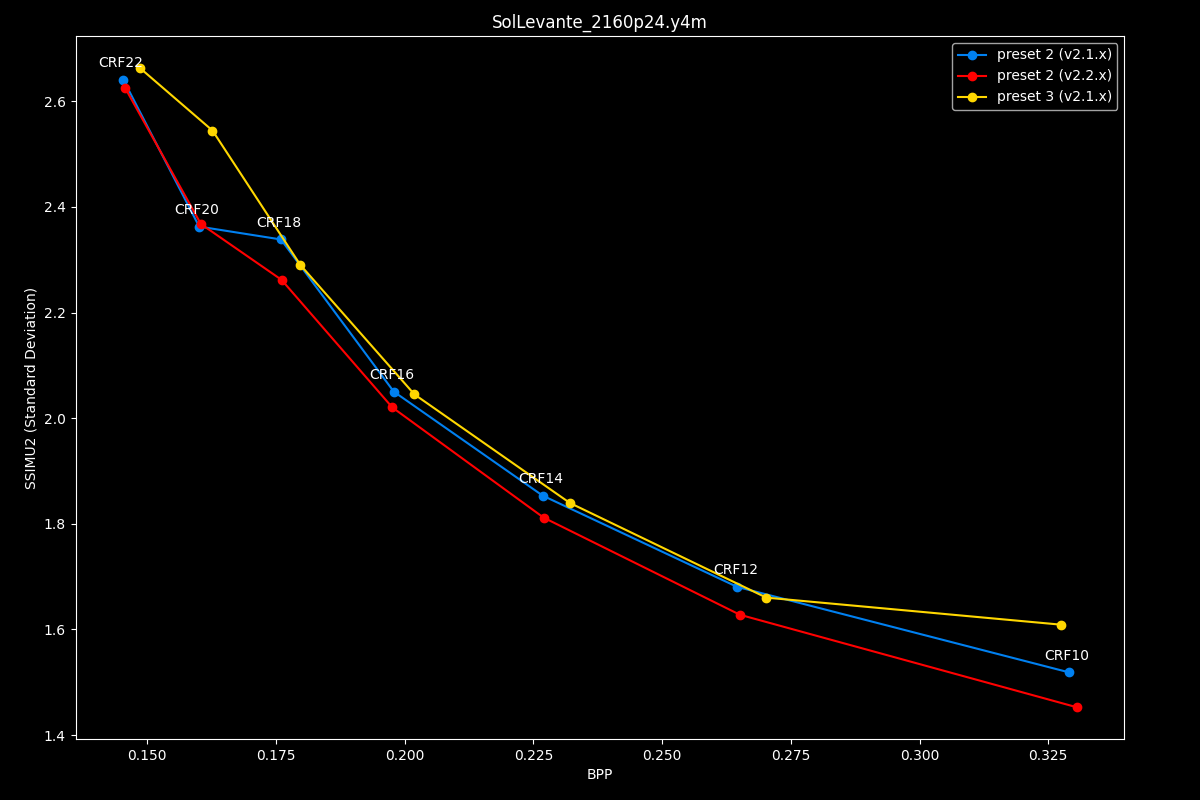 SolLevante_2160p24.y4m
preset 2 (v2.1.x)
preset 2 (v2.2.x)
preset 3 (v2.1.x)
CRF22
CRF20
CRF18
CRF16
CRF14
CRF12
CRF10
2.6
2.4
2.2
2.0
1.8
1.6
1.4
SSIMU2 (Standard Deviation)
0.150
0.175
0.200
0.225
0.250
0.275
0.300
0.325
BPP